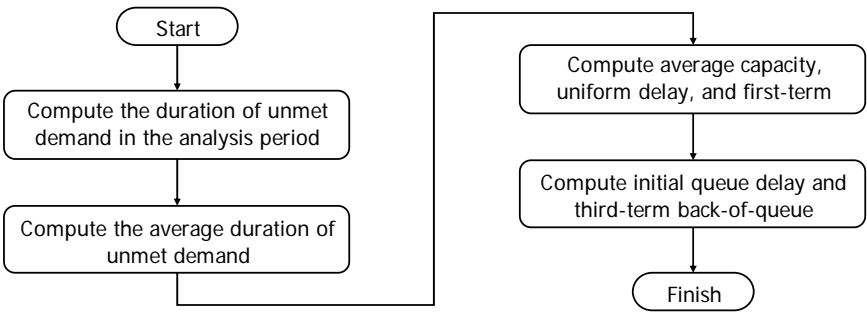 Start
Compute the duration of unmet
demand in the analysis period
Compute the average duration of
unmet demand
Compute average capacity,
uniform delay, and first-term
Compute initial queue delay and
third-term back-of-queue
Finish